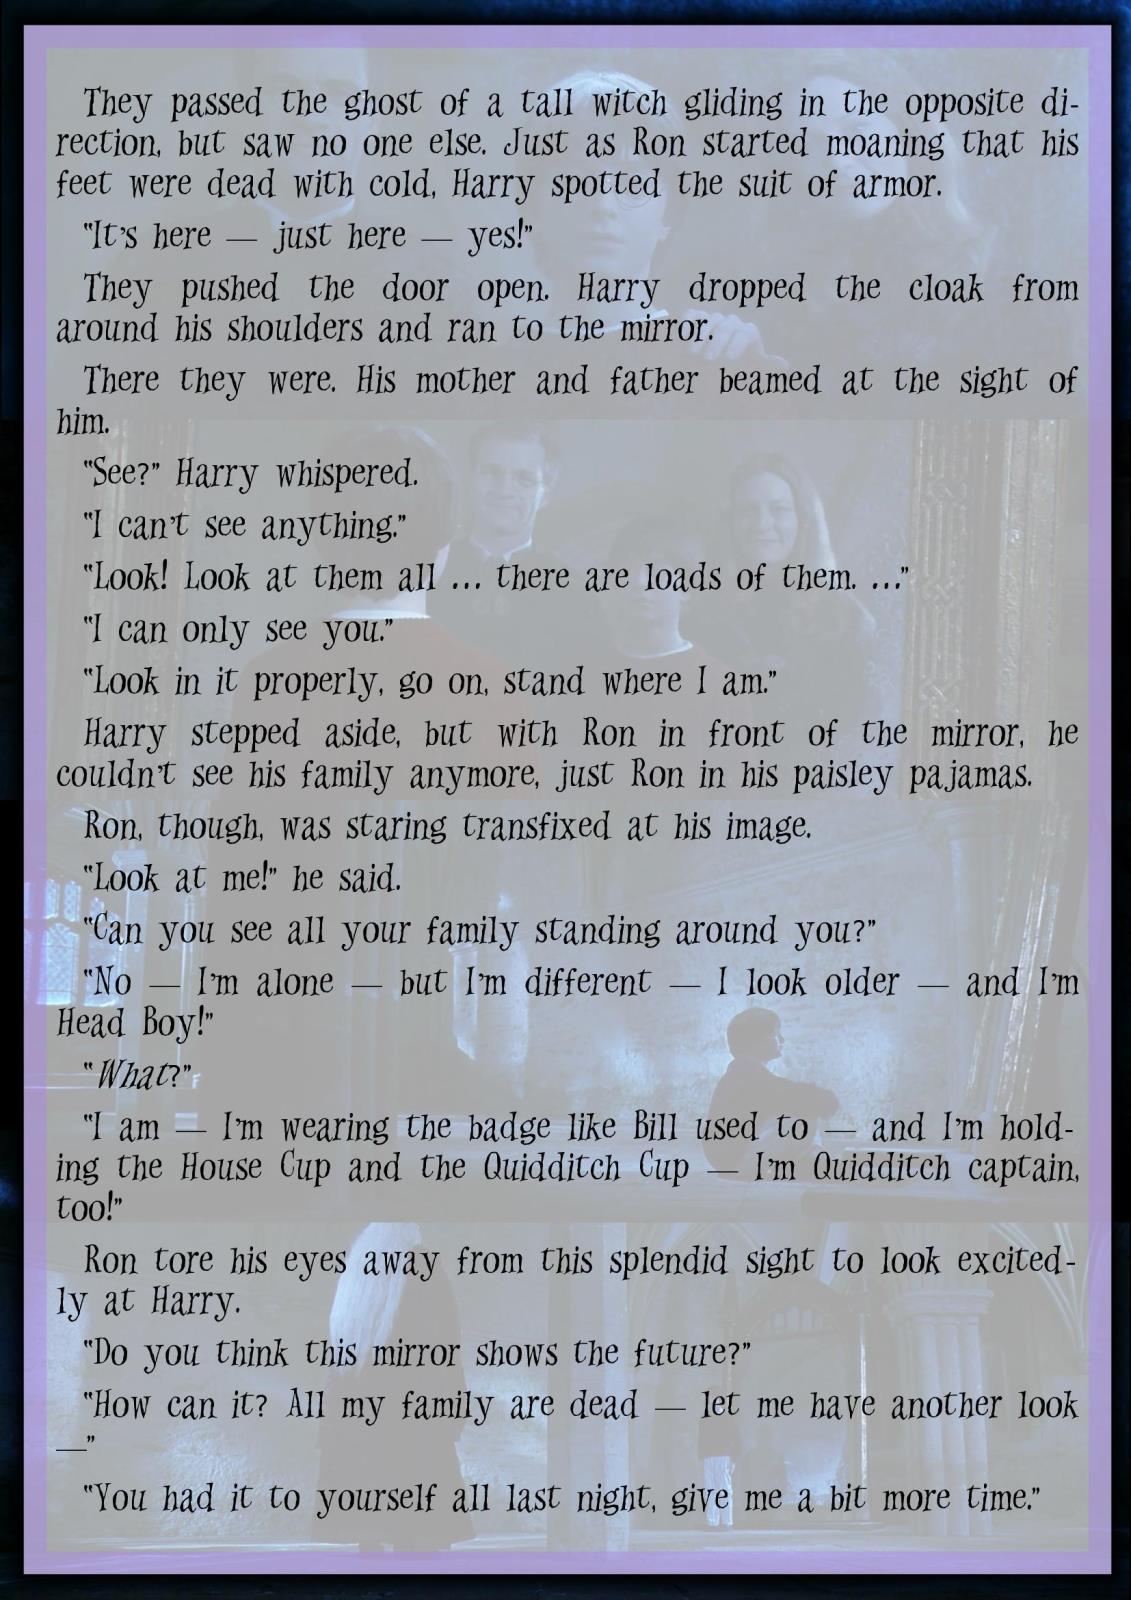 They passed the ghost of a tall witch gliding in the opposite di-
rection, but saw no one else. Just as Ron started moaning that his
feet were dead with cold, Harry spotted the suit of armor.
"It's here — just here — yes!"
They pushed the door open. Harry dropped the cloak from
around his shoulders and ran to the mirror.
There they were. His mother and father beamed at the sight of
him.
"See?" Harry whispered.
"I can't see anything."
"Look! Look at them all ... there are loads of them. ..."
"I can only see you."
"Look in it properly, go on, stand where I am."
Harry stepped aside, but with Ron in front of the mirror, he
couldn't see his family anymore, just Ron in his paisley pajamas.
Ron, though, was staring transfixed at his image.
"Look at me!" he said.
"Can you see all your family standing around you?"
"No — I'm alone — but I'm different — I look older — and I'm
Head Boy!"
"What?"
"I am — I'm wearing the badge like Bill used to — and I'm hold-
ing the House Cup and the Quidditch Cup — I'm Quidditch captain,
too!"
Ron tore his eyes away from this splendid sight to look excited-
ly at Harry.
"Do you think this mirror shows the future?"
"How can it? All my family are dead — let me have another look
—"
"You had it to yourself all last night, give me a bit more time."